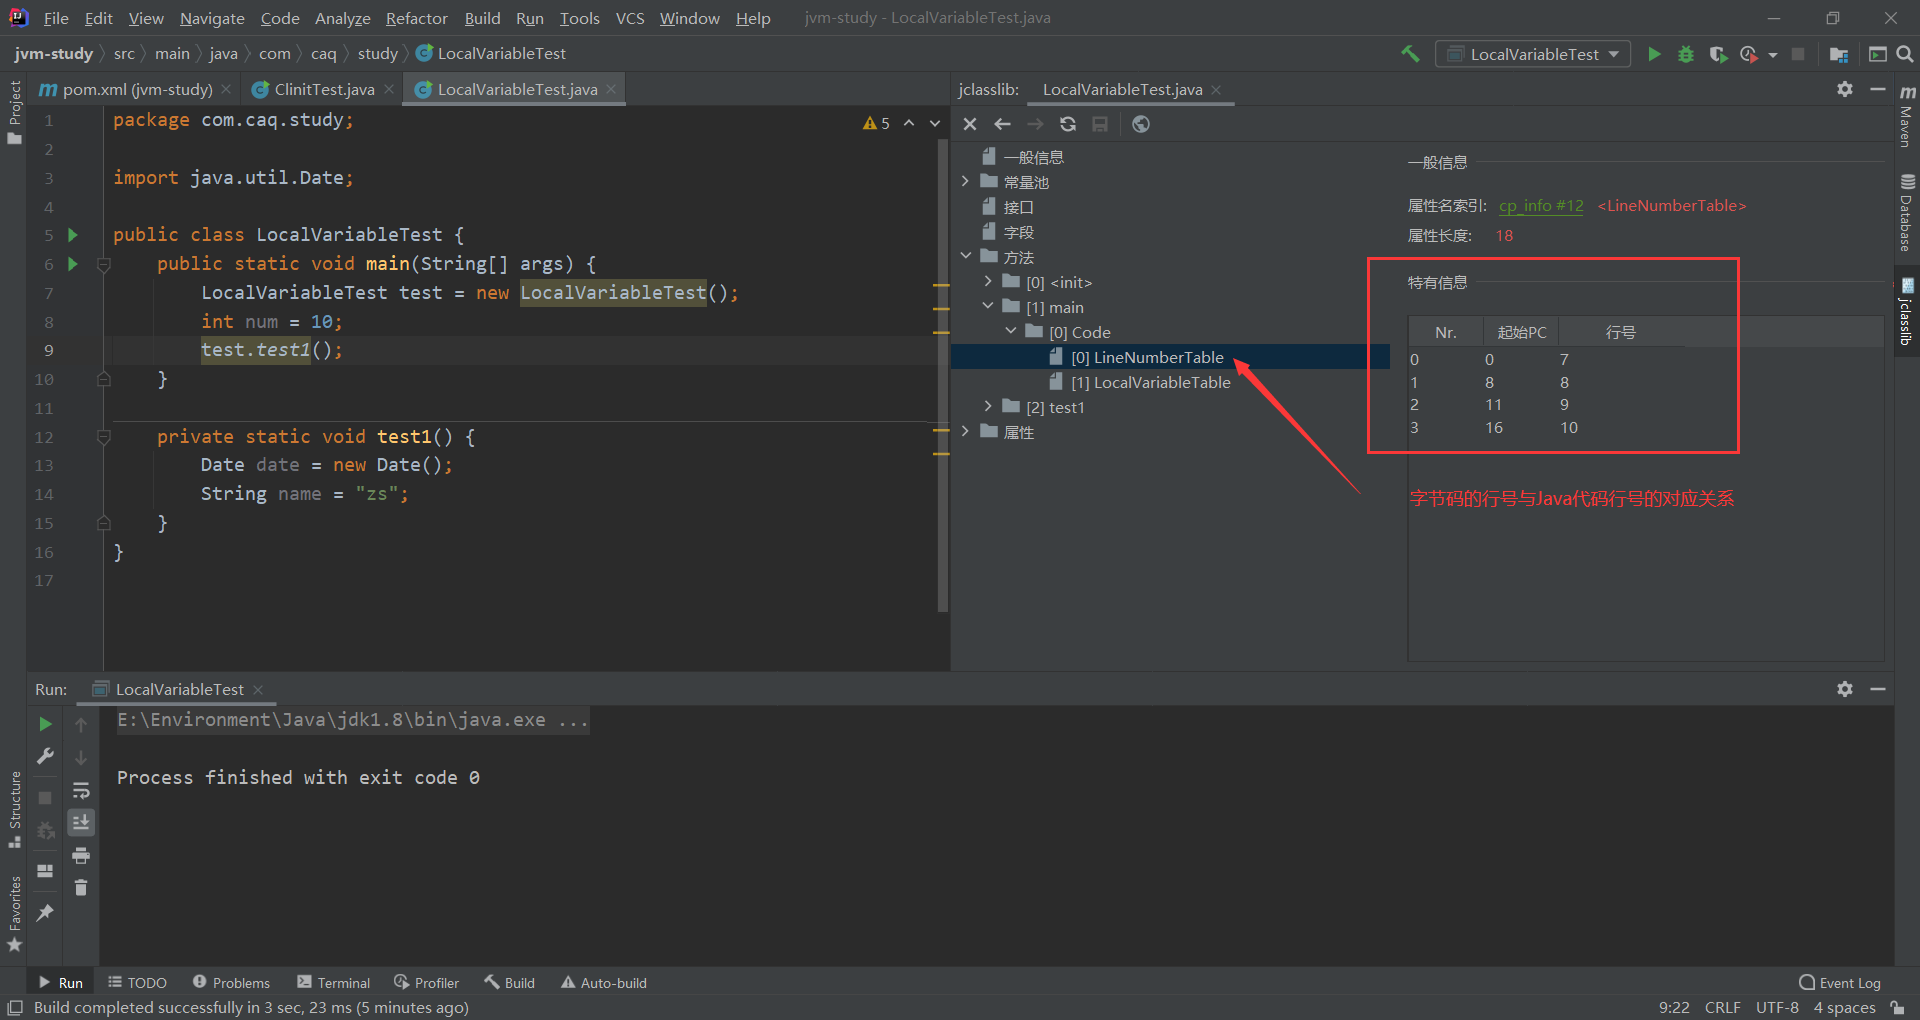 File Edit View Navigate Code Analyze Refactor Build Run Tools VCS Window Help jvm-study - LocalVariableTest.java
jvm-study src main java com caq study LocalVariableTest
LocalVariableTest
Project
pom.xml (jvm-study) ClinitTest.java LocalVariableTest.java
5
1 package com.caq.study;
2
3 import java.util.Date;
4
5 public class LocalVariableTest {
6 public static void main(String[] args) {
7 LocalVariableTest test = new LocalVariableTest();
8 int num = 10;
9 test.test1();
10 }
11
12 private static void test1() {
13 Date date = new Date();
14 String name = "zs";
15 }
16 }
17
jclasslib: LocalVariableTest.java
一般信息
常量池
接口
字段
方法
[0] <init>
[1] main
[0] Code
[0] LineNumberTable
[1] LocalVariableTable
[2] test1
属性
一般信息
属性名索引: cp_info #12 <LineNumberTable>
属性长度: 18
特有信息
Nr. 起始PC 行号
0 0 7
1 8 8
2 11 9
3 16 10
字节码的行号与Java代码行号的对应关系
Maven
Database
jclasslib
Run: LocalVariableTest
E:\Environment\Java\jdk1.8\bin\java.exe ...
Process finished with exit code 0
Structure
Favorites
Run TODO Problems Terminal Profiler Build Auto-build Event Log
Build completed successfully in 3 sec, 23 ms (5 minutes ago) 9:22 CRLF UTF-8 4 spaces